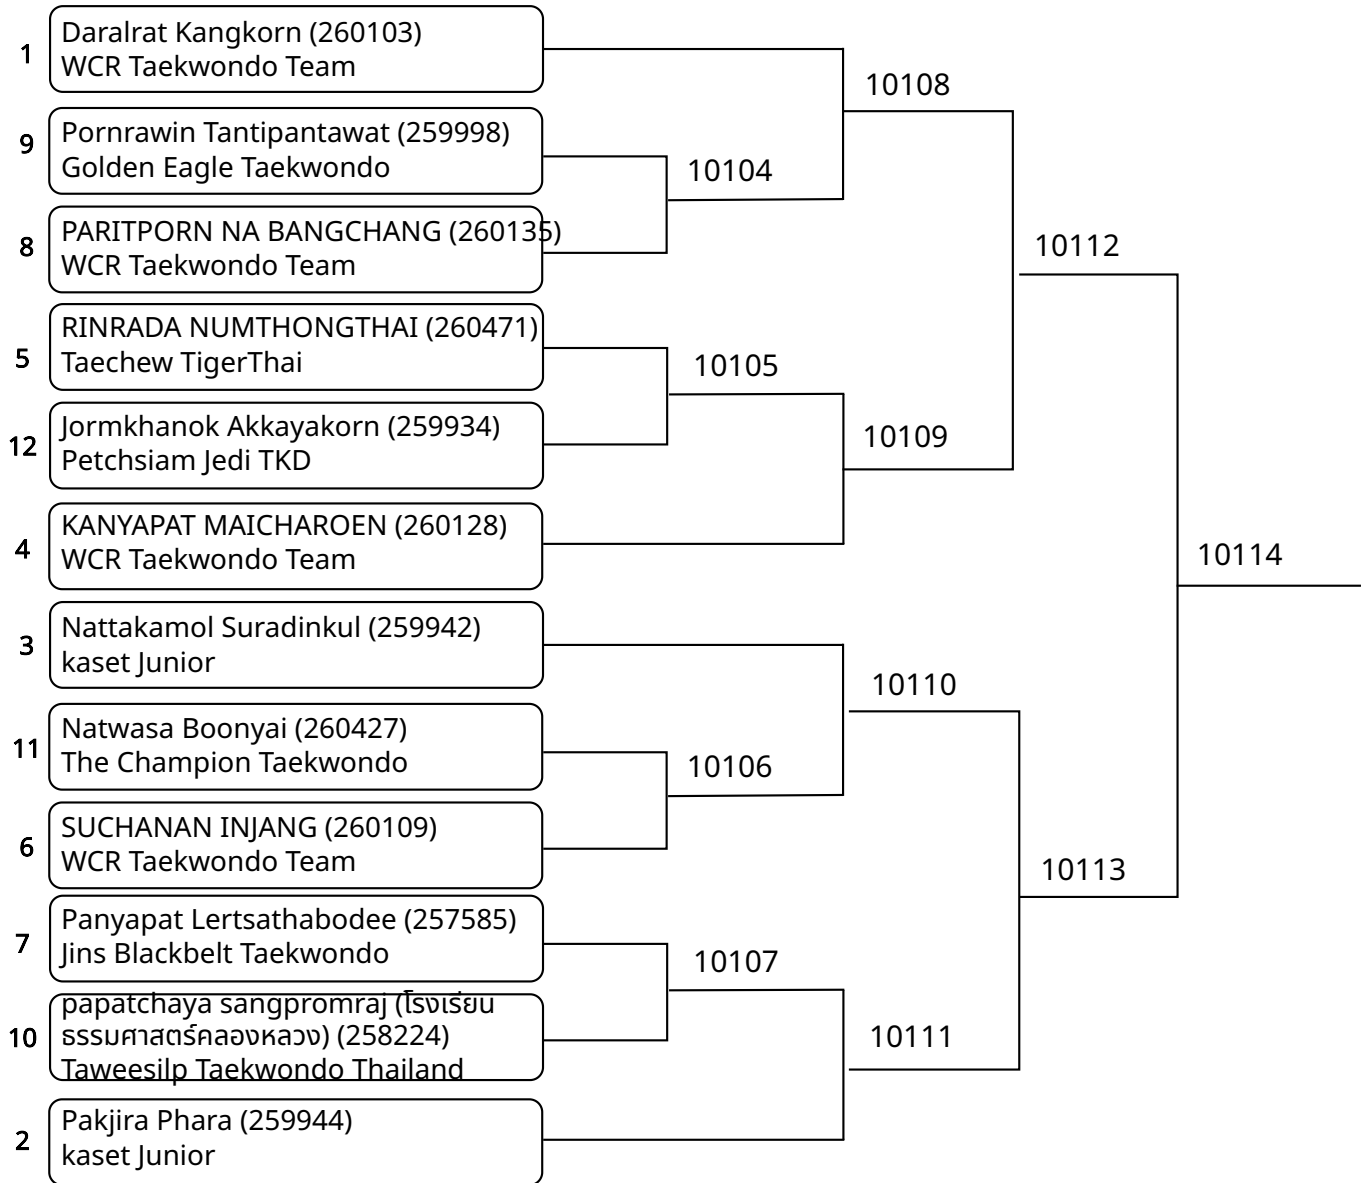 1
Daralrat Kangkorn (260103)
WCR Taekwondo Team
10108
9
Pornrawin Tantipantawat (259998)
Golden Eagle Taekwondo
10104
8
PARITPORN NA BANGCHANG (260135)
WCR Taekwondo Team
10112
5
RINRADA NUMTHONGTHAI (260471)
Taechew TigerThai
10105
12
Jormkhanok Akkayakorn (259934)
Petchsiam Jedi TKD
10109
4
KANYAPAT MAICHAROEN (260128)
WCR Taekwondo Team
10114
3
Nattakamol Suradinkul (259942)
kaset Junior
10110
11
Natwasa Boonyai (260427)
The Champion Taekwondo
10106
6
SUCHANAN INJANG (260109)
WCR Taekwondo Team
10113
7
Panyapat Lertsathabodee (257585)
Jins Blackbelt Taekwondo
10107
10
papatchaya sangpromraj (โรงเรียน
ธรรมศาสตร์คลองหลวง) (258224)
Taweesilp Taekwondo Thailand
10111
2
Pakjira Phara (259944)
kaset Junior